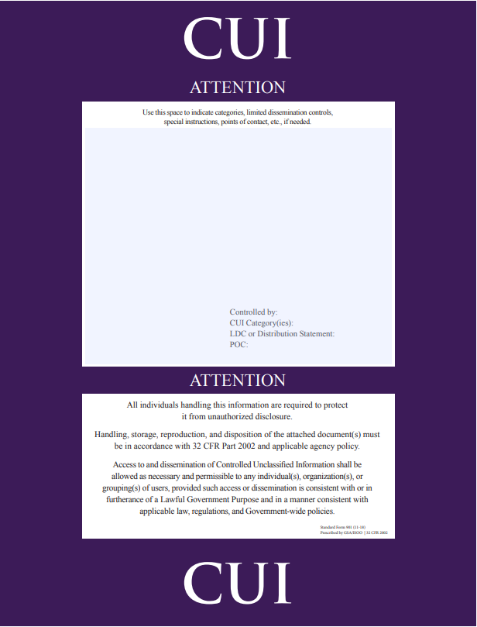 CUI
ATTENTION
Use this space to indicate categories, limited dissemination controls,
special instructions, points of contact, etc., if needed.
Controlled by:
CUI Category(ies):
LDC or Distribution Statement:
POC:
ATTENTION
All individuals handling this information are required to protect
it from unauthorized disclosure.
Handling, storage, reproduction, and disposition of the attached document(s) must
be in accordance with 32 CFR Part 2002 and applicable agency policy.
Access to and dissemination of Controlled Unclassified Information shall be
allowed as necessary and permissible to any individual(s), organization(s), or
grouping(s) of users, provided such access or dissemination is consistent with or in
furtherance of a Lawful Government Purpose and in a manner consistent with
applicable law, regulations, and Government-wide policies.
Standard Form 901 (11-18)
Prescribed by GSA/ISOO | 32 CFR 2002
CUI